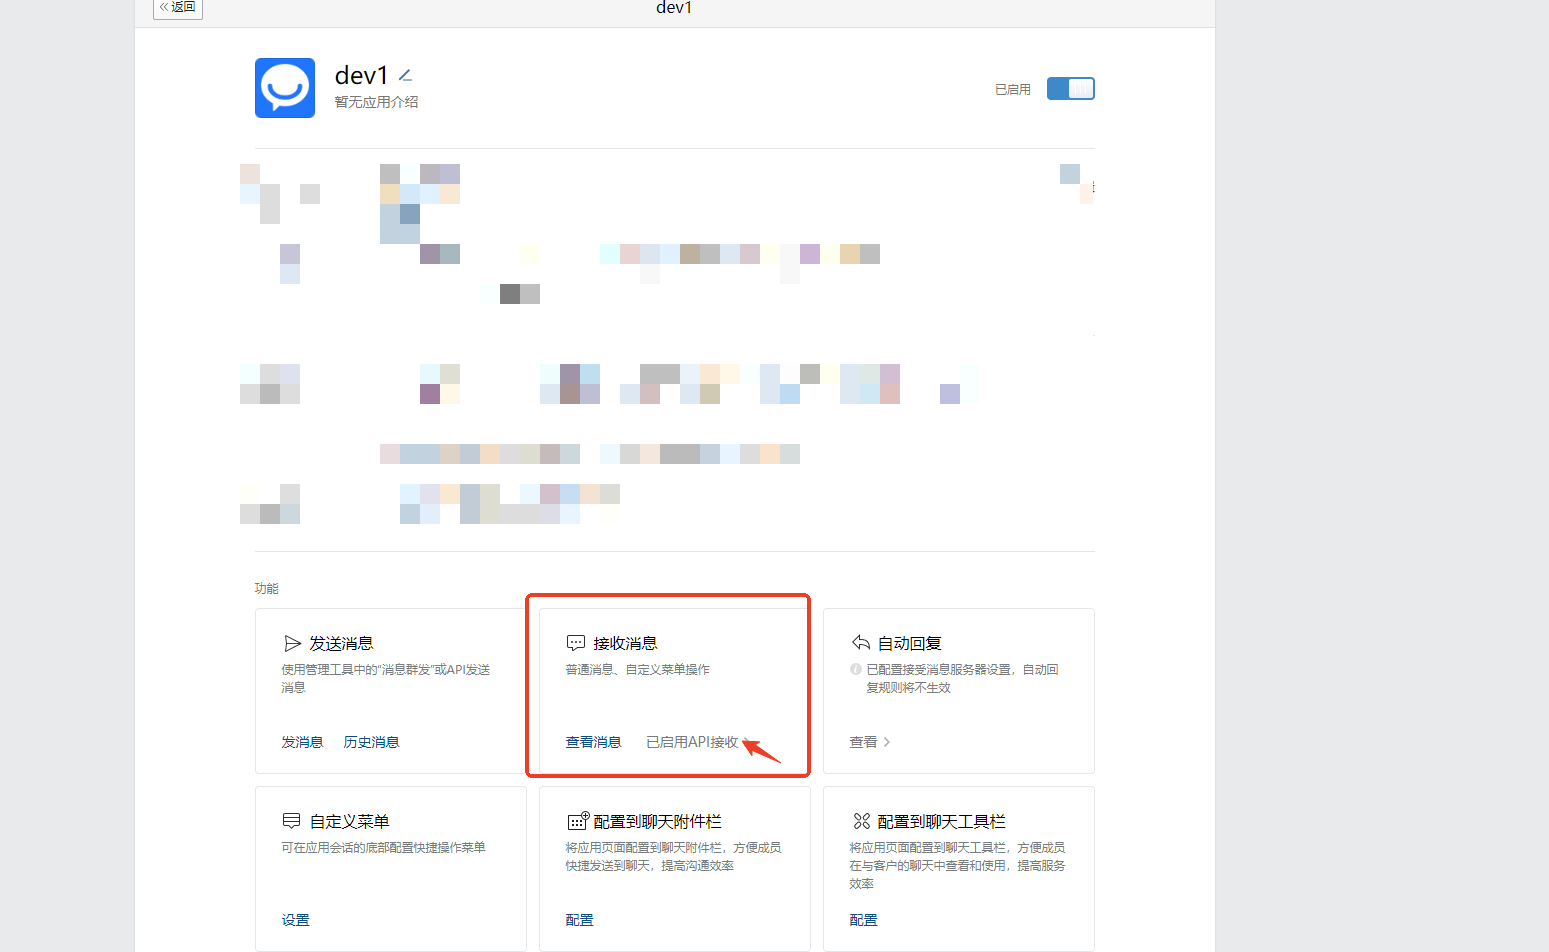 返回
dev1
dev1
暂无应用介绍
已启用
功能
发送消息
使用管理工具中的“消息群发”或API发送
消息
发消息 历史消息
接收消息
普通消息、自定义菜单操作
查看消息 已启用API接收
自动回复
已配置接受消息服务器设置，自动回
复规则将不生效
查看
自定义菜单
可在应用会话的底部配置快捷操作菜单
设置
配置到聊天附件栏
将应用页面配置到聊天附件栏，方便成员
快捷发送到聊天，提高沟通效率
配置
配置到聊天工具栏
将应用页面配置到聊天工具栏，方便成员
在与客户的聊天中查看和使用，提高服务
效率
配置